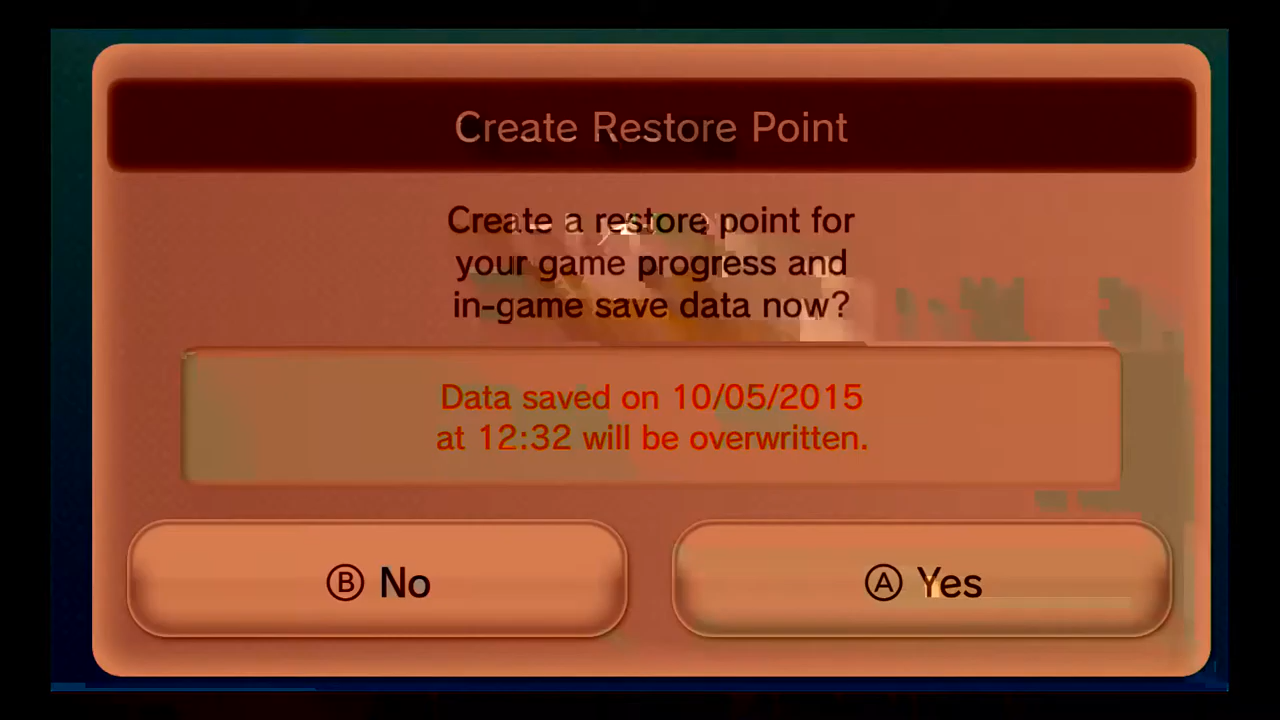 Create Restore Point
Create a restore point for
your game progress and
in-game save data now?
Data saved on 10/05/2015
at 12:32 will be overwritten.
Ⓑ No
Ⓐ Yes